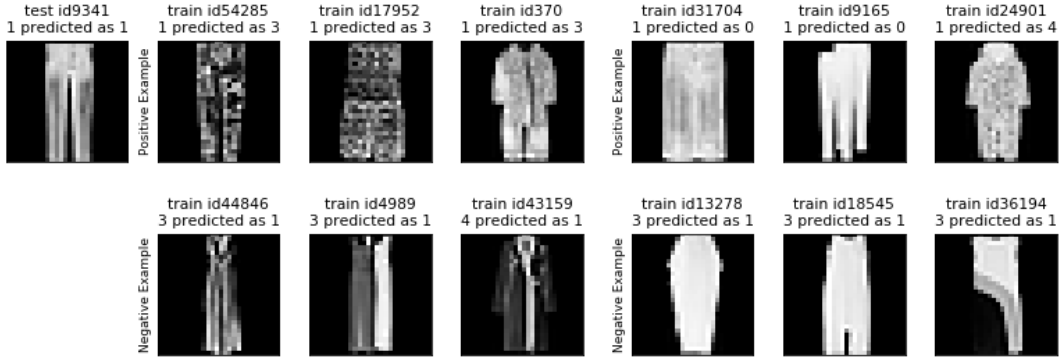 test id9341
1 predicted as 1
train id54285
1 predicted as 3
train id17952
1 predicted as 3
train id370
1 predicted as 3
train id31704
1 predicted as 0
train id9165
1 predicted as 0
train id24901
1 predicted as 4
Positive Example
Positive Example
train id44846
3 predicted as 1
train id4989
3 predicted as 1
train id43159
4 predicted as 1
train id13278
3 predicted as 1
train id18545
3 predicted as 1
train id36194
3 predicted as 1
Negative Example
Negative Example